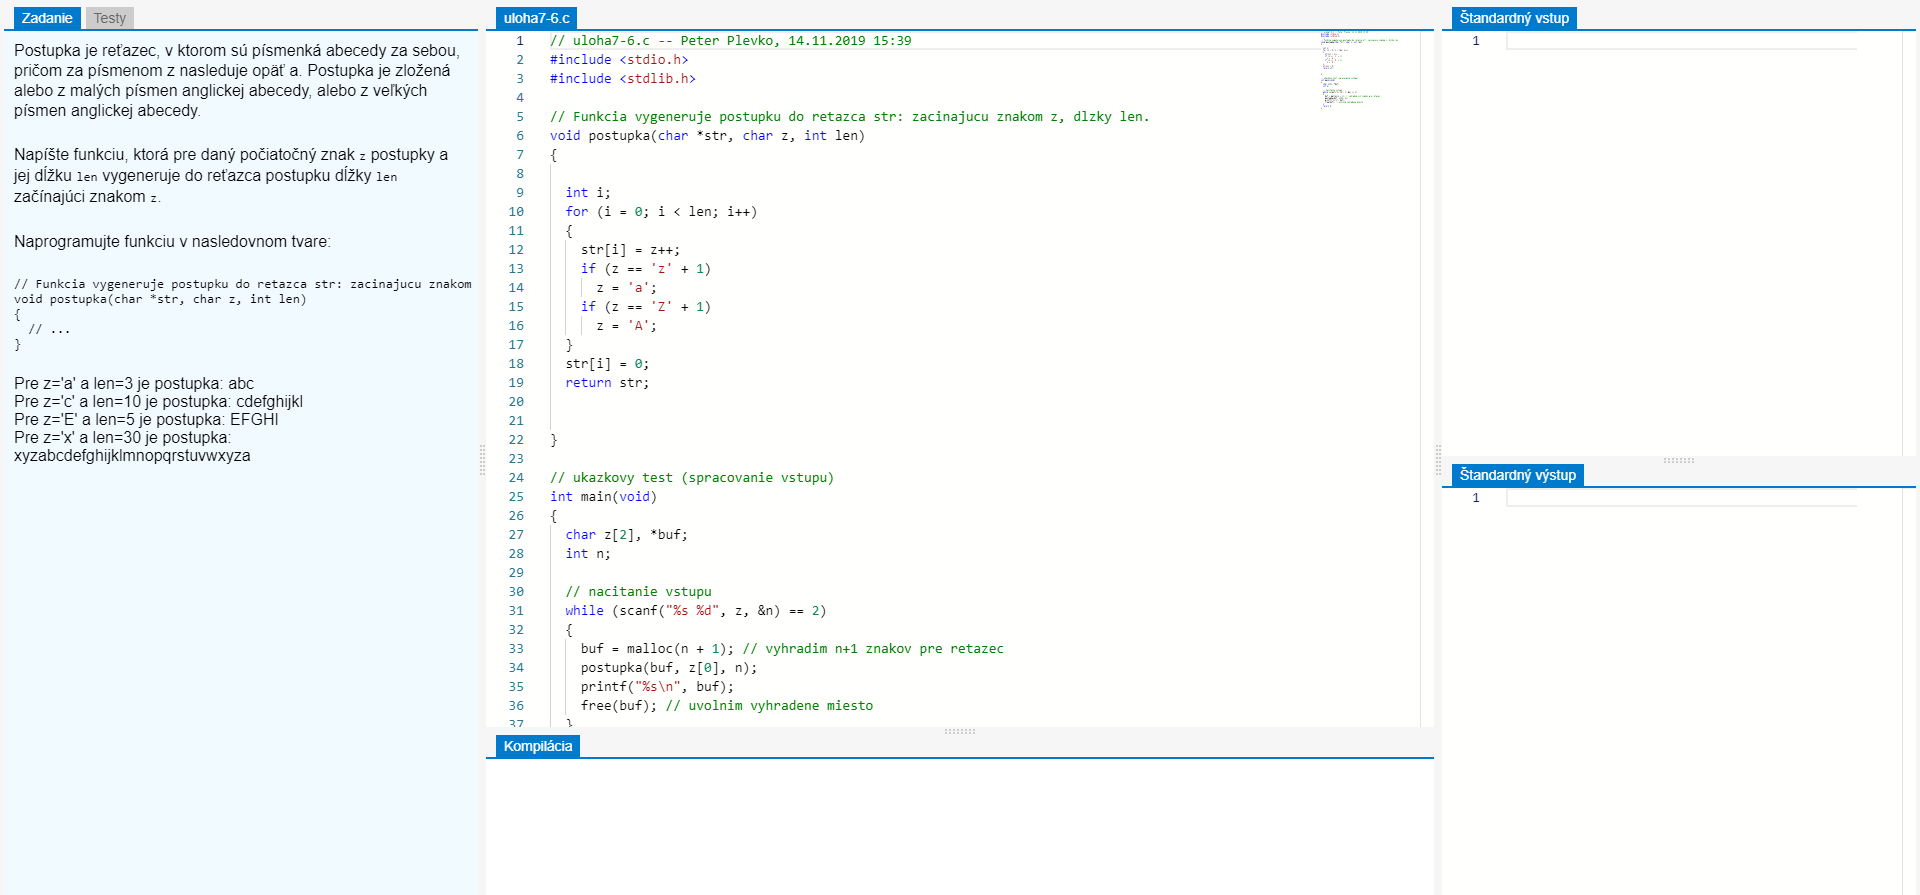 Zadanie
Testy
Postupka je reťazec, v ktorom sú písmenká abecedy za sebou,
pričom za písmenom z nasleduje opäť a. Postupka je zložená
alebo z malých písmen anglickej abecedy, alebo z veľkých
písmen anglickej abecedy.
Napíšte funkciu, ktorá pre daný počiatočný znak z postupky a
jej dĺžku len vygeneruje do reťazca postupku dĺžky len
začínajúci znakom z.
Naprogramujte funkciu v nasledovnom tvare:
// Funkcia vygeneruje postupku do retazca str: zacinajucu znakom
void postupka(char *str, char z, int len)
{
  // ...
}
Pre z='a' a len=3 je postupka: abc
Pre z='c' a len=10 je postupka: cdefghijkl
Pre z='E' a len=5 je postupka: EFGHI
Pre z='x' a len=30 je postupka:
xyzabcdefghijklmnopqrstuvwxyza
uloha7-6.c
1 // uloha7-6.c -- Peter Plevko, 14.11.2019 15:39
2 #include <stdio.h>
3 #include <stdlib.h>
4
5 // Funkcia vygeneruje postupku do retazca str: zacinajucu znakom z, dlzky len.
6 void postupka(char *str, char z, int len)
7 {
8
9   int i;
10   for (i = 0; i < len; i++)
11   {
12     str[i] = z++;
13     if (z == 'z' + 1)
14       z = 'a';
15     if (z == 'Z' + 1)
16       z = 'A';
17   }
18   str[i] = 0;
19   return str;
20
21
22 }
23
24 // ukazkovy test (spracovanie vstupu)
25 int main(void)
26 {
27   char z[2], *buf;
28   int n;
29
30   // nacitanie vstupu
31   while (scanf("%s %d", z, &n) == 2)
32   {
33     buf = malloc(n + 1); // vyhradim n+1 znakov pre retazec
34     postupka(buf, z[0], n);
35     printf("%s\n", buf);
36     free(buf); // uvolnim vyhradene miesto
37   }
Kompilácia
Štandardný vstup
1
Štandardný výstup
1